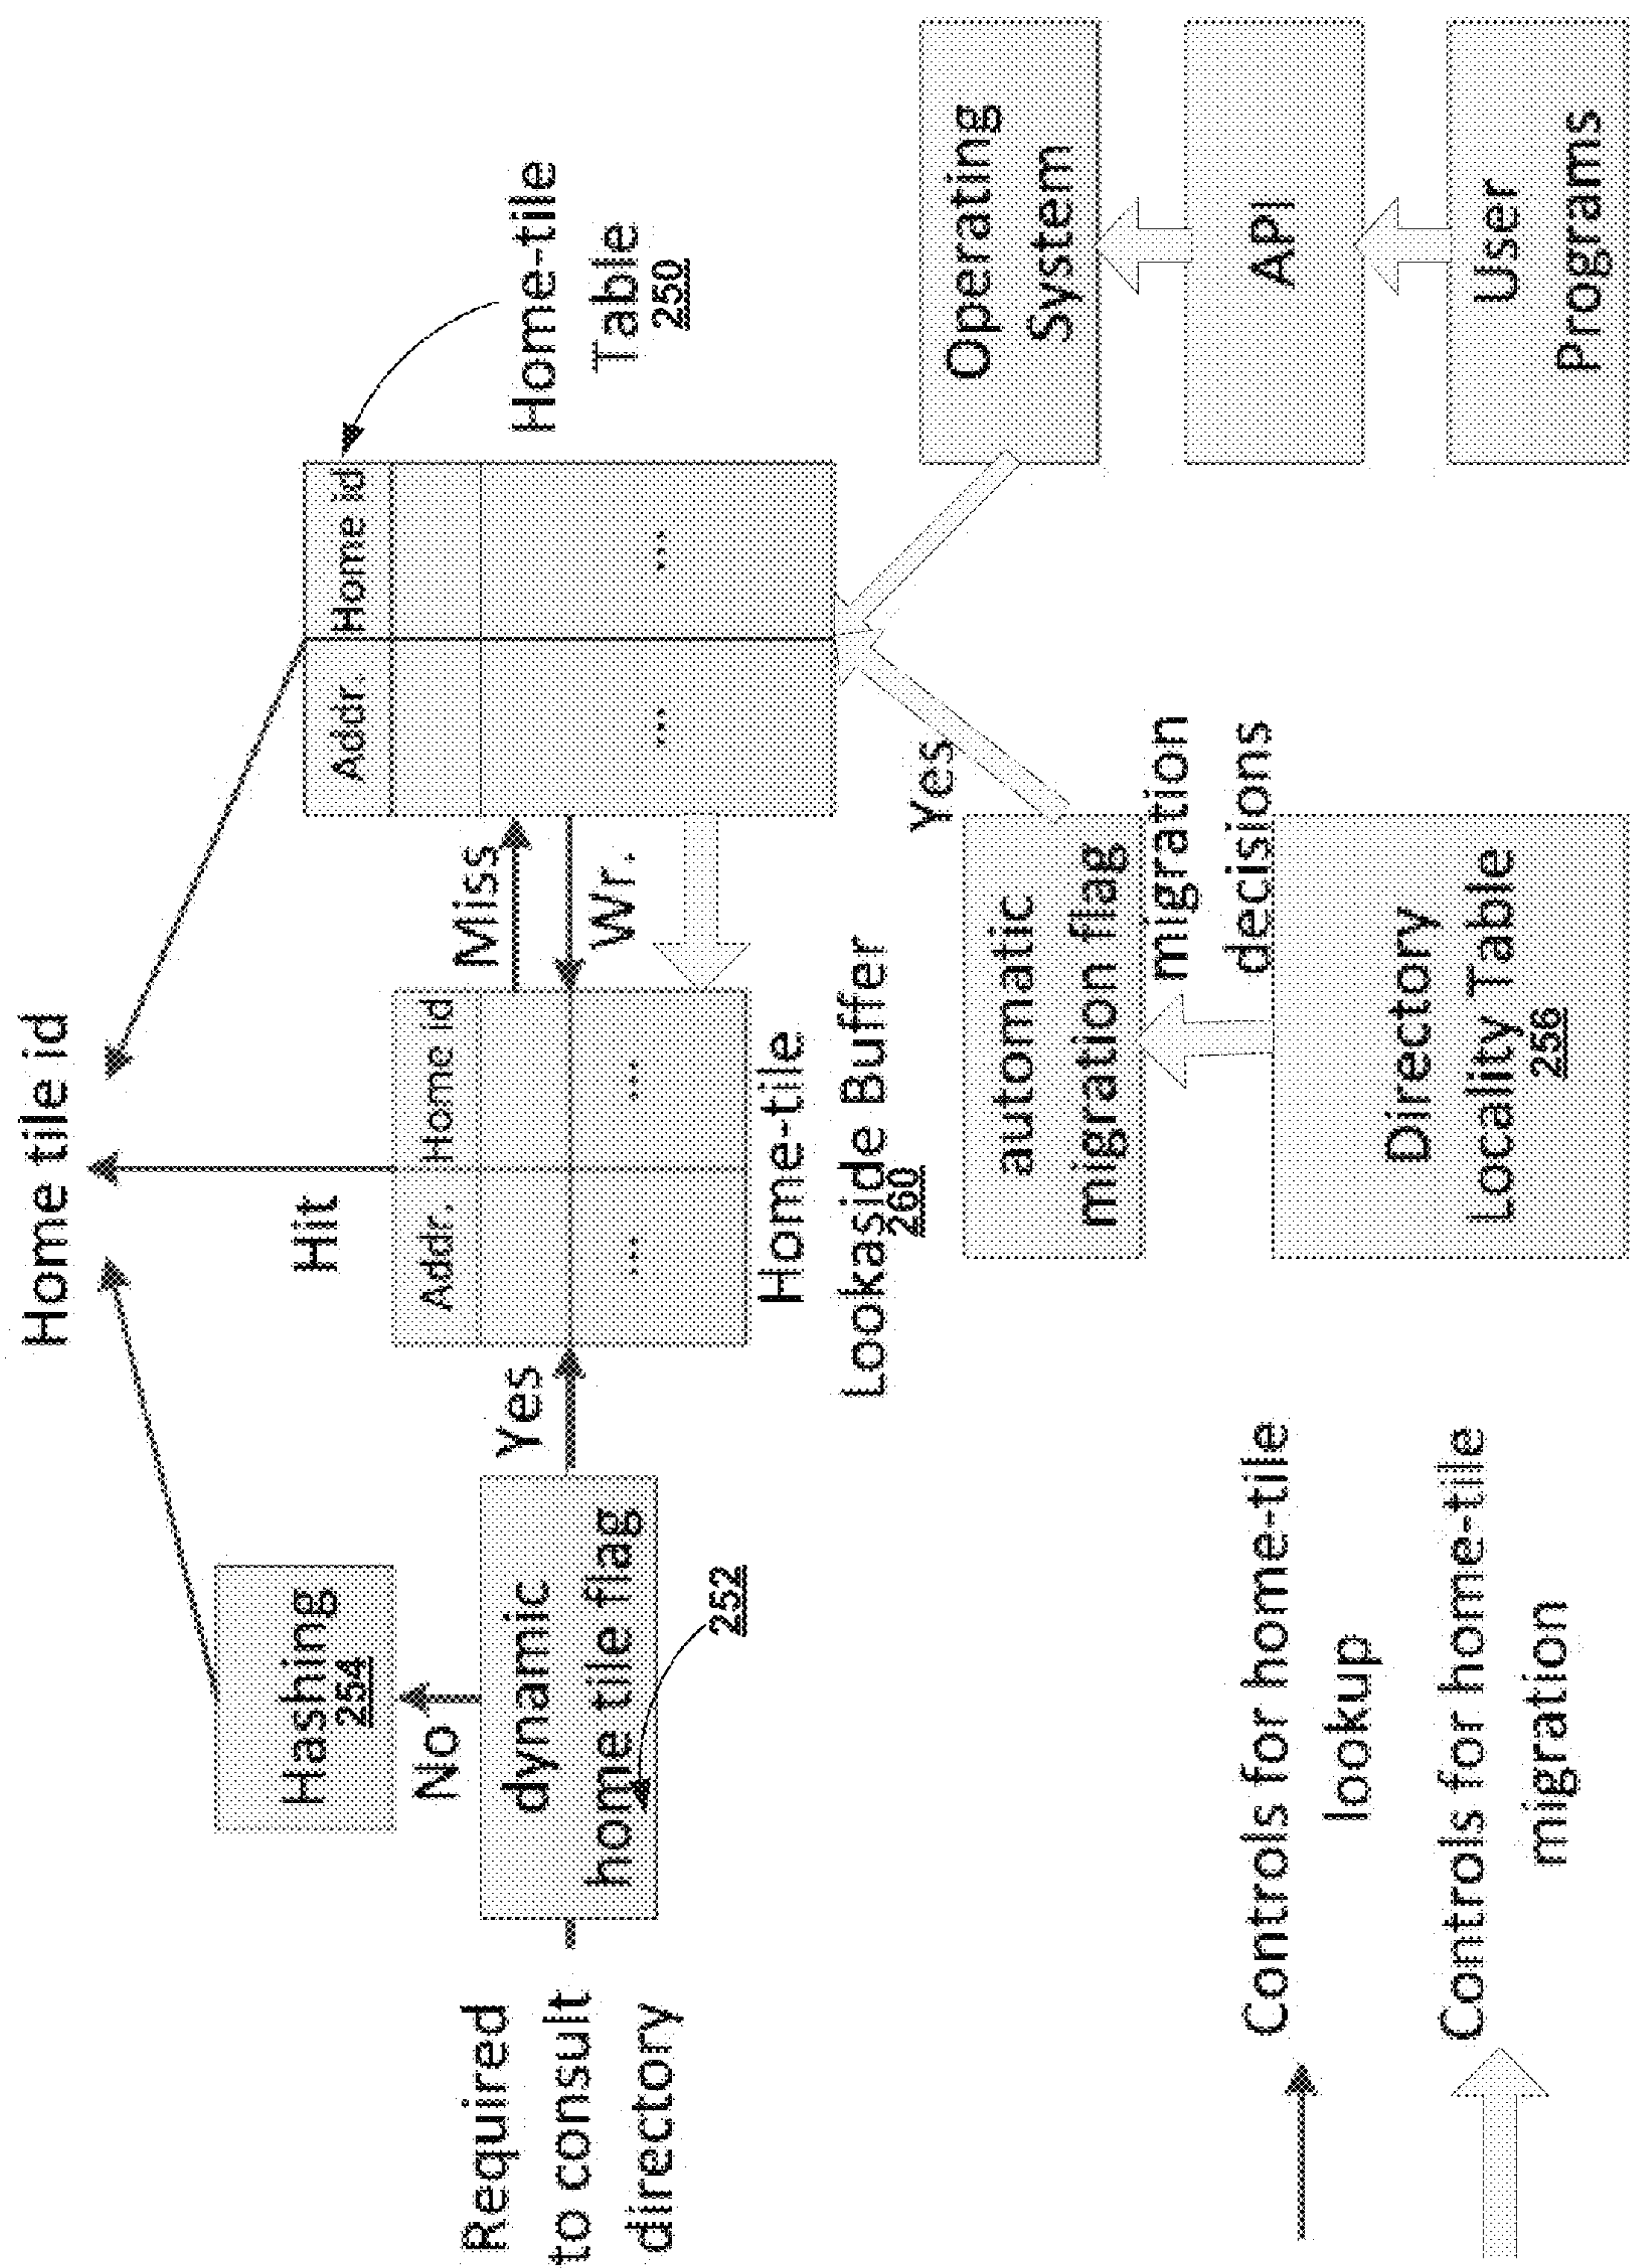 Home tile id
Hashing
254
No
Hit
Required
to consult
directory
dynamic
home tile flag
252
Yes
Addr. Home id
... ...
Home-tile
Lookaside Buffer
260
Miss
Wr.
Addr. Home id
... ...
Home-tile
Table
250
Yes
automatic
migration flag
migration
decisions
Directory
Locality Table
256
Operating
System
API
User
Programs
Controls for home-tile
lookup
Controls for home-tile
migration